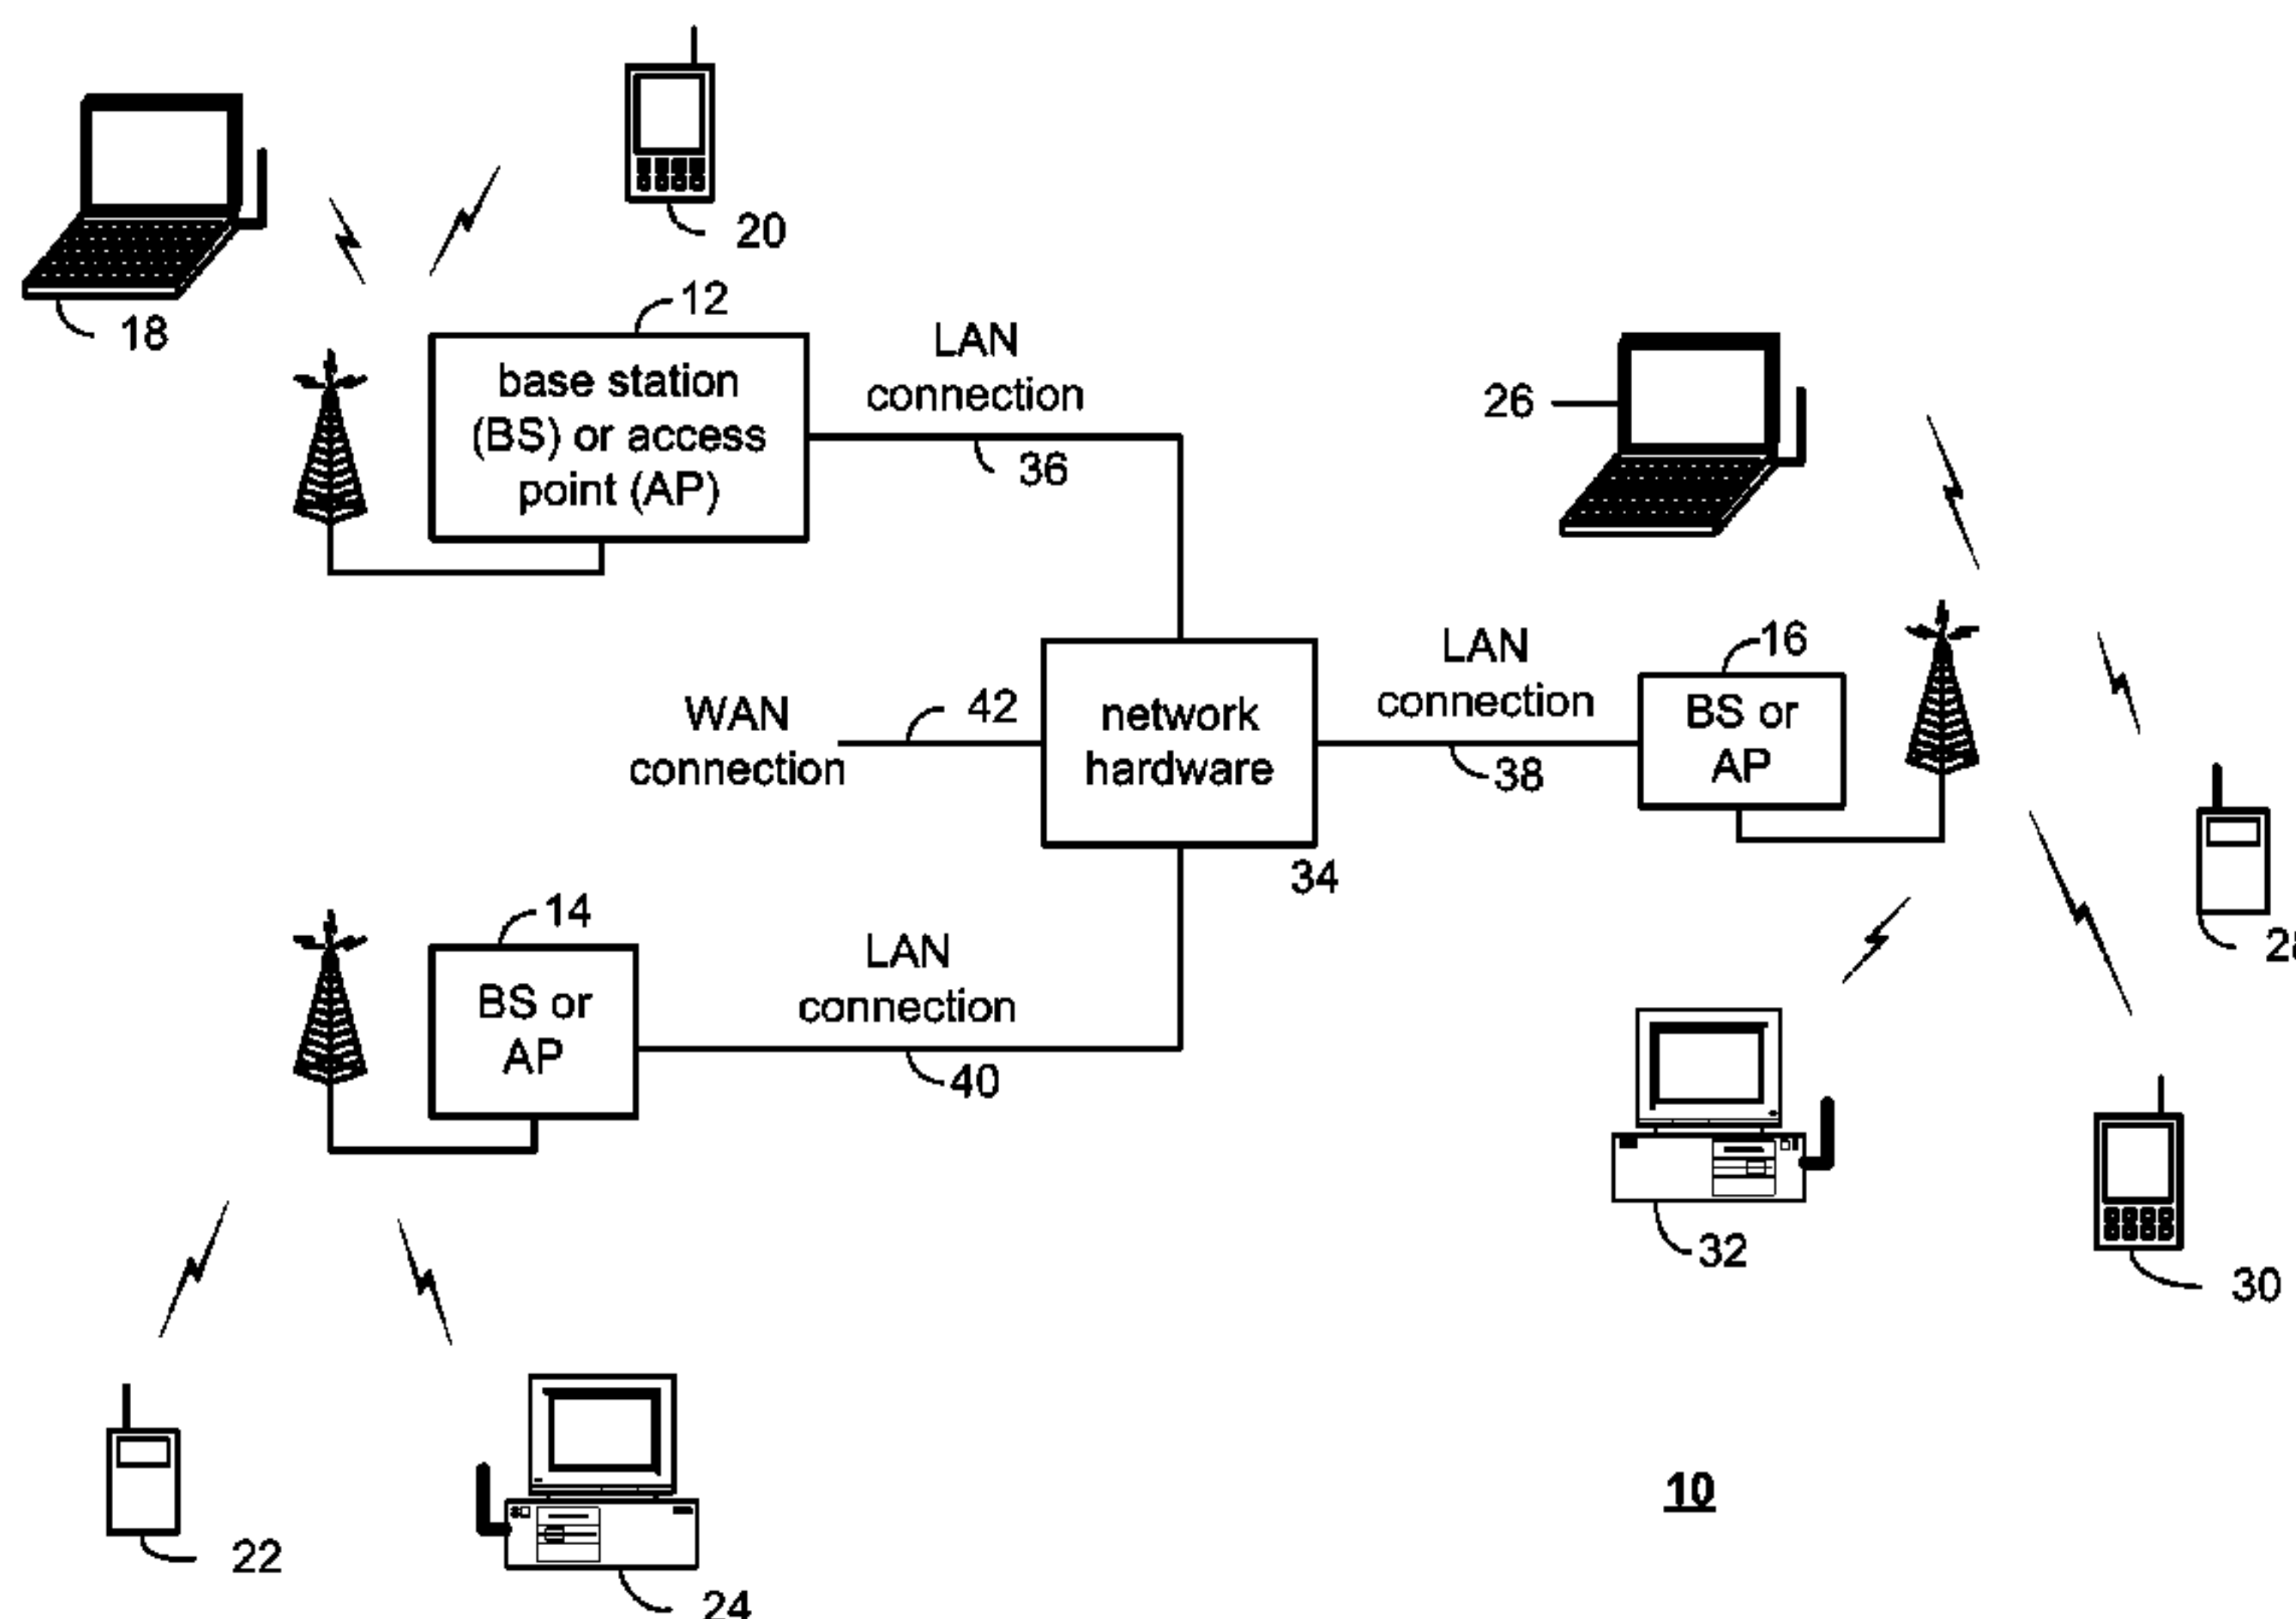 20
18
12
base station
(BS) or access
point (AP)
LAN
connection
36
26
16
LAN
connection
38
BS or
AP
WAN
connection
42
network
hardware
34
14
BS or
AP
LAN
connection
40
32
30
10
22
24